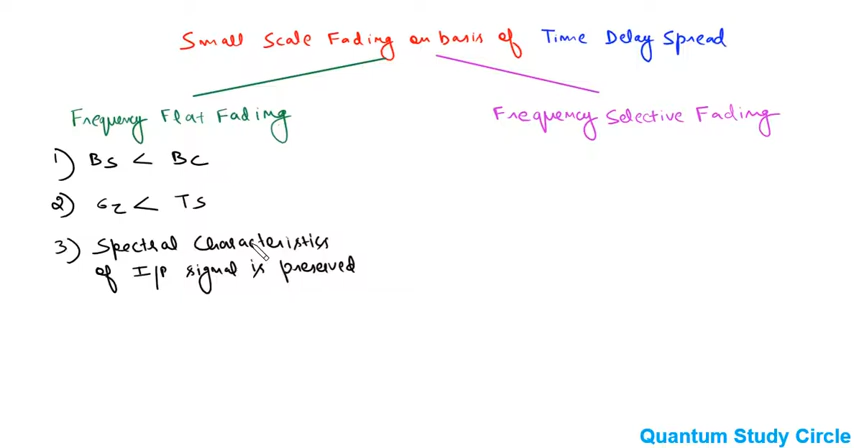 Small Scale Fading on basis of Time Delay Spread
Frequency Flat Fading
Frequency Selective Fading
1) BS < BC
2) στ < TS
3) Spectral Characteristics
of I/P signal is preserved
Quantum Study Circle